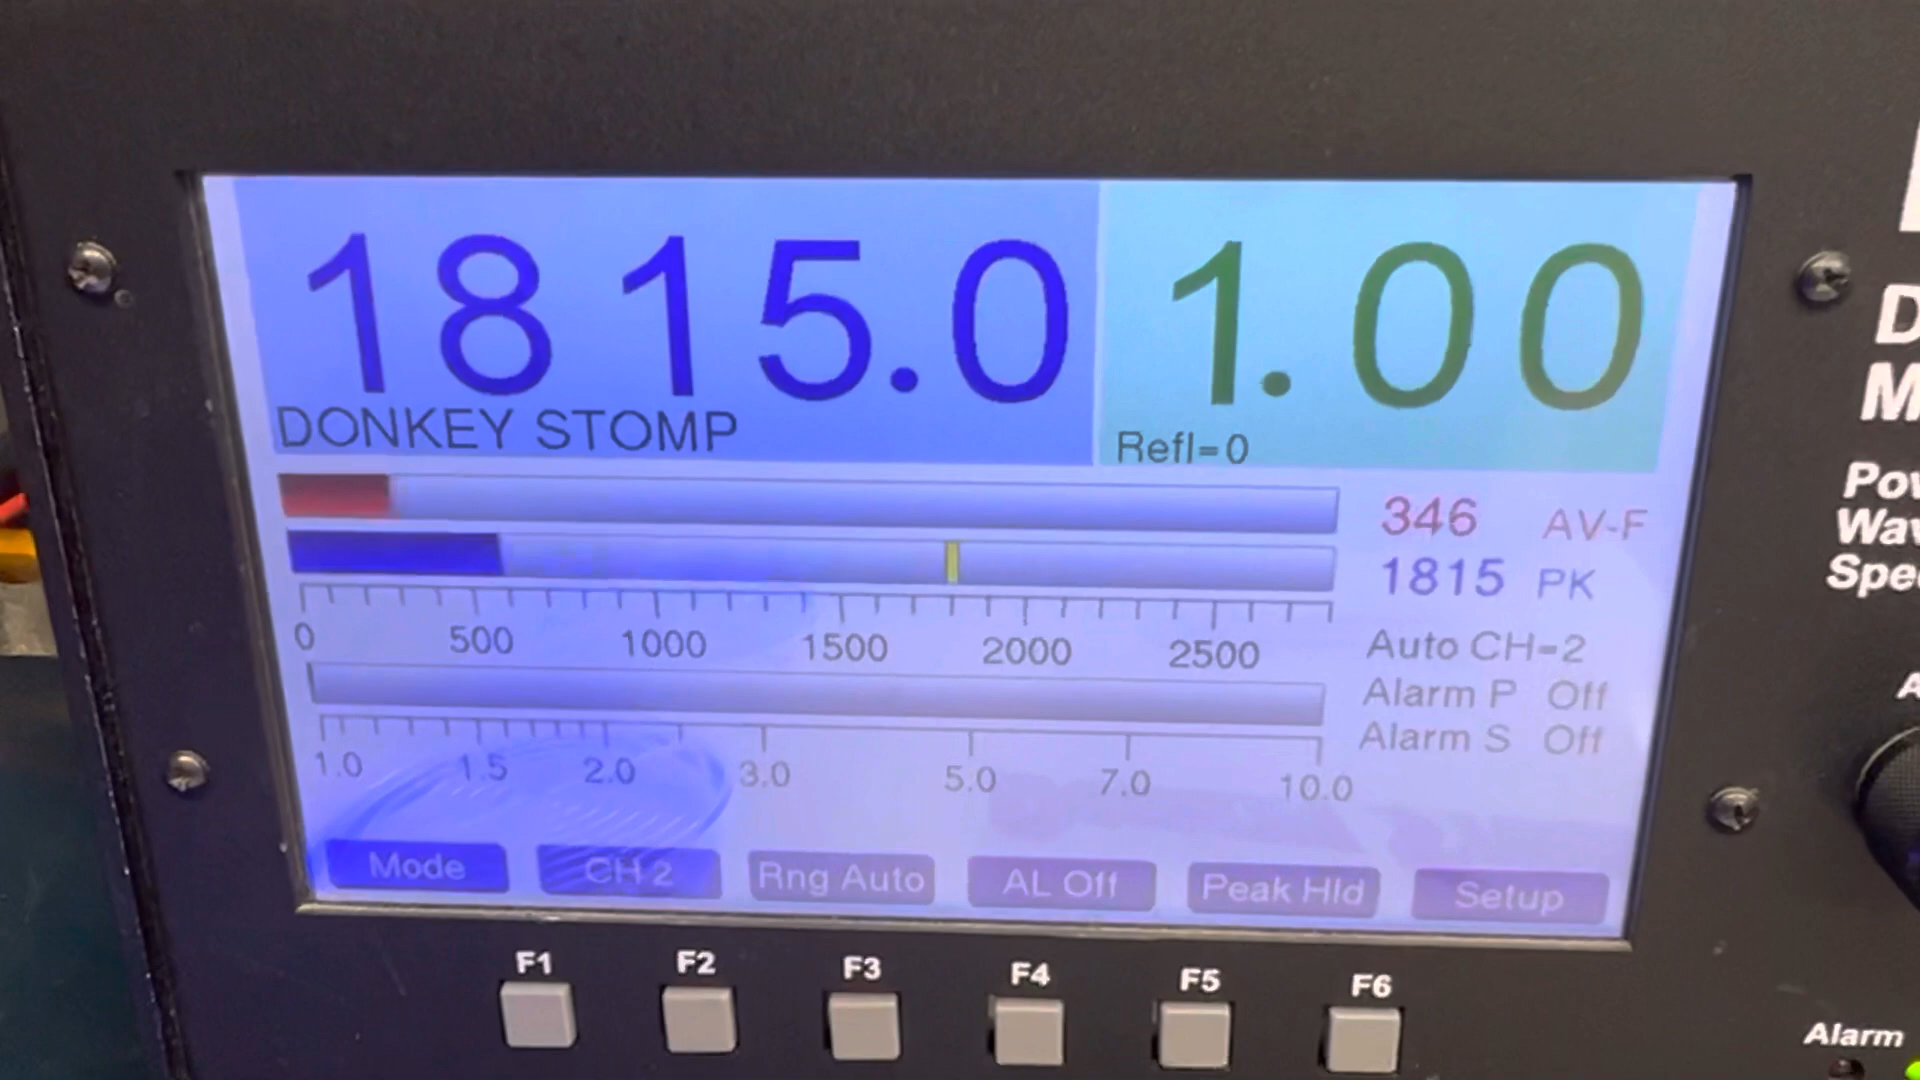 1815.0 1.00
DONKEY STOMP Refl=0
346 AV-F
1815 PK
0 500 1000 1500 2000 2500
Auto CH=2
Alarm P Off
Alarm S Off
1.0 1.5 2.0 3.0 5.0 7.0 10.0
Mode CH 2 Rng Auto AL Off Peak Hld Setup
F1 F2 F3 F4 F5 F6
Alarm